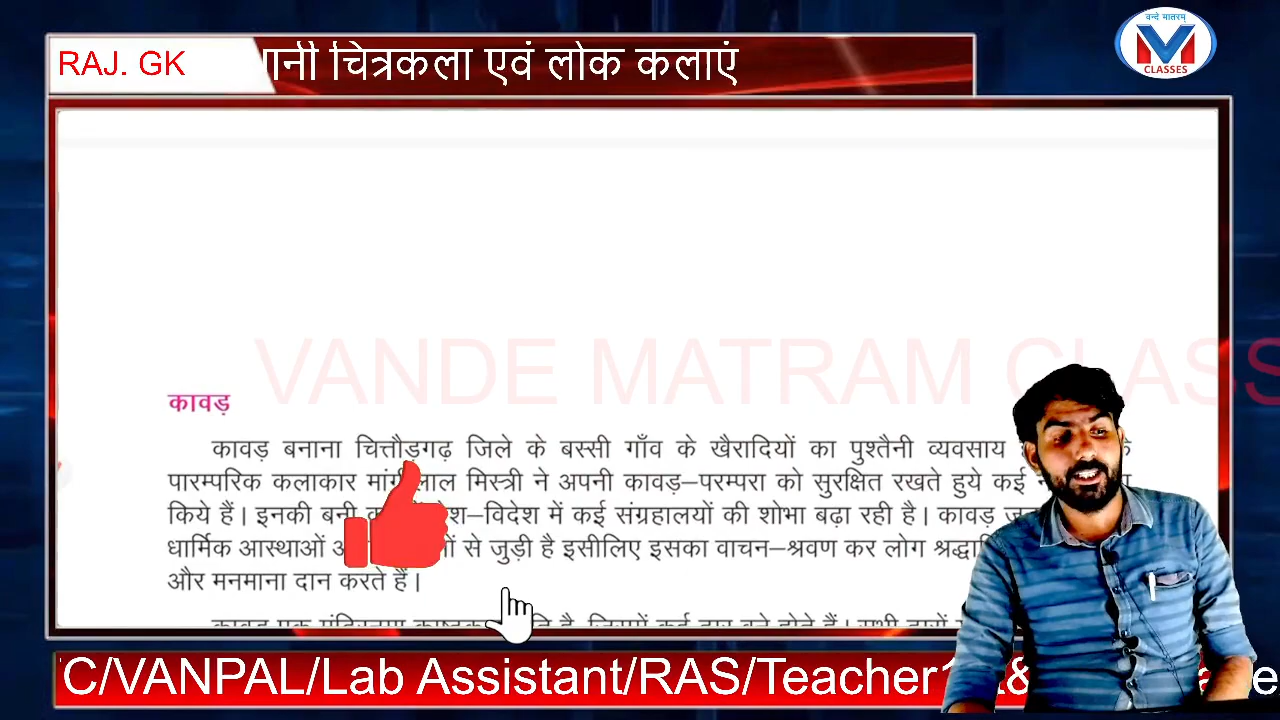 वन्दे मातरम्
CLASSES
RAJ. GK
ानी चित्रकला एवं लोक कलाएं
VANDE MATRAM CLASS
कावड़
कावड़ बनाना चित्तौड़गढ़ जिले के बस्सी गाँव के खैरादियों का पुश्तैनी व्यवसाय
पारम्परिक कलाकार मांगीलाल मिस्त्री ने अपनी कावड़–परम्परा को सुरक्षित रखते हुये कई
किये हैं। इनकी बनी देश–विदेश में कई संग्रहालयों की शोभा बढ़ा रही है। कावड़
धार्मिक आस्थाओं से जुड़ी है इसीलिए इसका वाचन–श्रवण कर लोग
और मनमाना दान करते हैं।
C/VANPAL/Lab Assistant/RAS/Teacher1